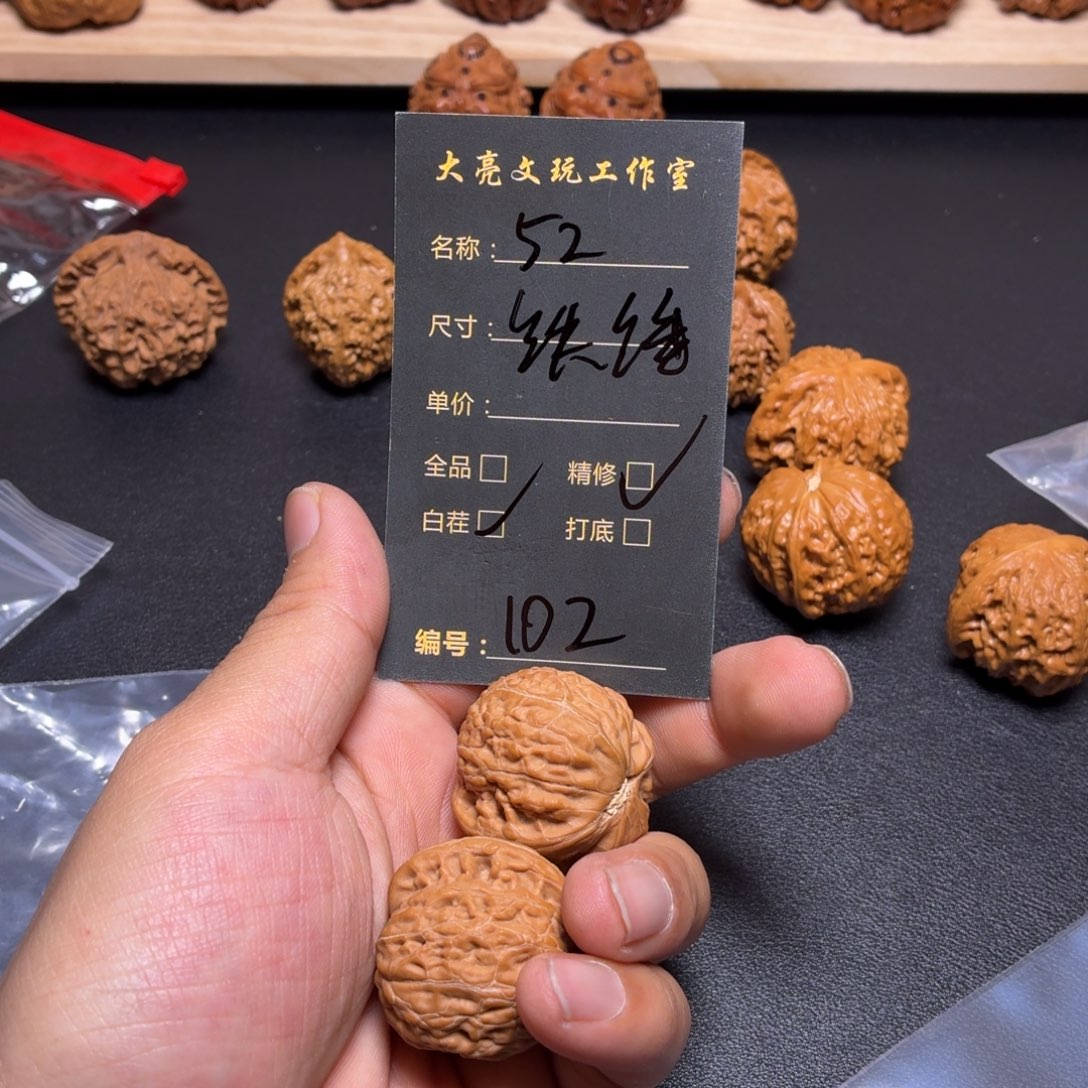 大亮文玩工作室
名称：52
尺寸：铁锋
单价：
全品□ 精修□✓
白茬□✓ 打底□
编号：102